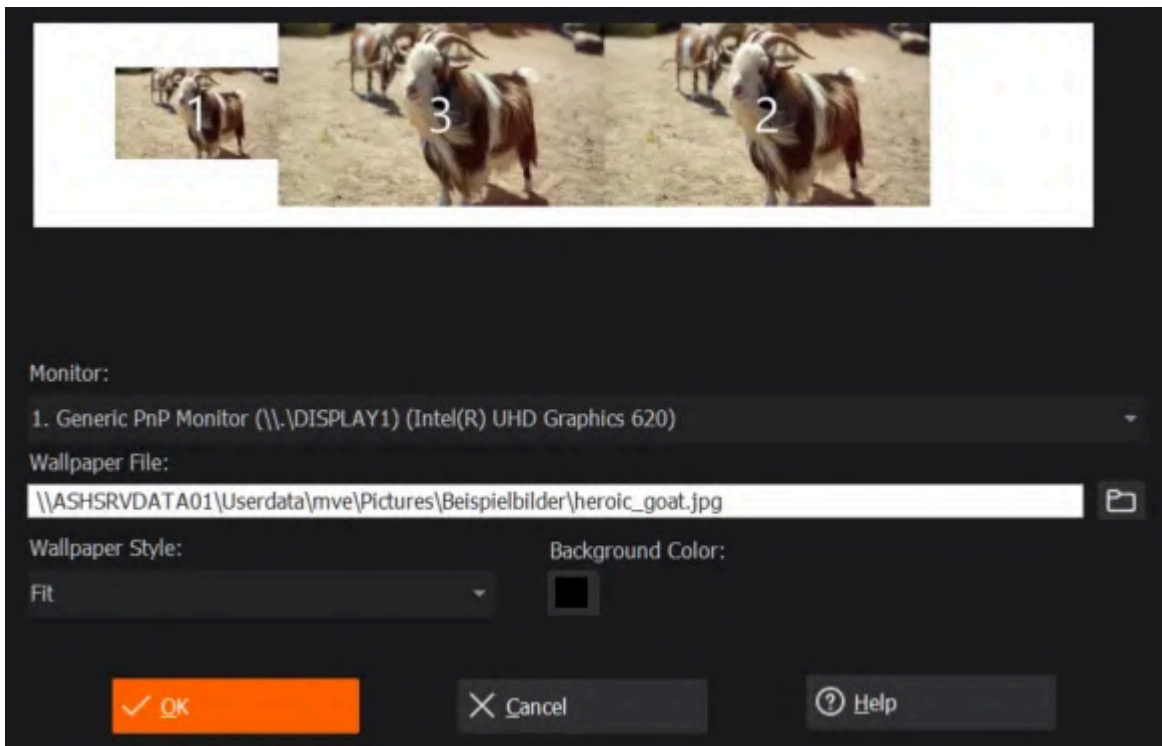 1 3 2
Monitor:
1. Generic PnP Monitor (\\.\DISPLAY1) (Intel(R) UHD Graphics 620)
Wallpaper File:
\\ASHSRVDATA01\Userdata\mve\Pictures\Beispielbilder\heroic_goat.jpg
Wallpaper Style: Background Color:
Fit
OK Cancel Help